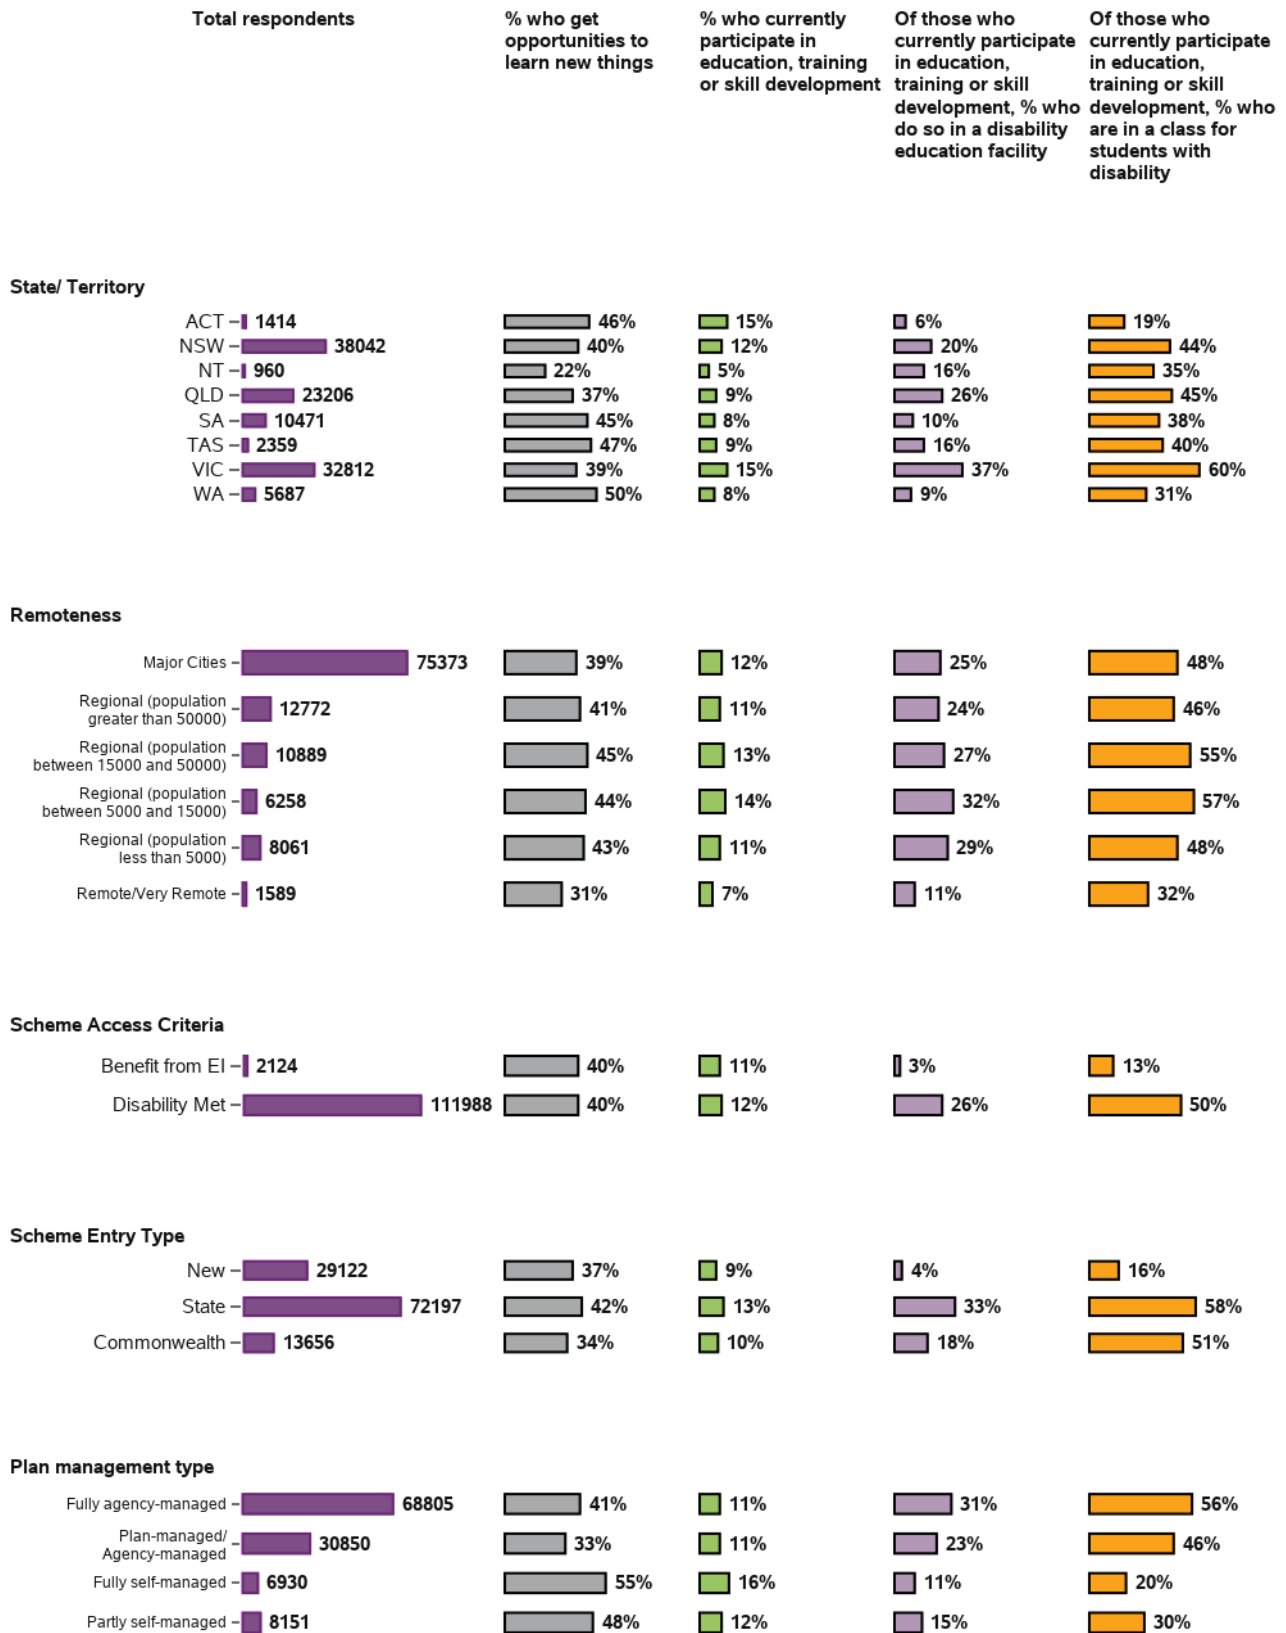 Total respondents
% who get
opportunities to
learn new things
% who currently
participate in
education, training
or skill development
Of those who
currently participate
in education,
training or skill
development, % who
do so in a disability
education facility
Of those who
currently participate
in education,
training or skill
development, % who
are in a class for
students with
disability
State/ Territory
ACT 1414 46% 15% 6% 19%
NSW 38042 40% 12% 20% 44%
NT 960 22% 5% 16% 35%
QLD 23206 37% 9% 26% 45%
SA 10471 45% 8% 10% 38%
TAS 2359 47% 9% 16% 40%
VIC 32812 39% 15% 37% 60%
WA 5687 50% 8% 9% 31%
Remoteness
Major Cities 75373 39% 12% 25% 48%
Regional (population
greater than 50000) 12772 41% 11% 24% 46%
Regional (population
between 15000 and 50000) 10889 45% 13% 27% 55%
Regional (population
between 5000 and 15000) 6258 44% 14% 32% 57%
Regional (population
less than 5000) 8061 43% 11% 29% 48%
Remote/Very Remote 1589 31% 7% 11% 32%
Scheme Access Criteria
Benefit from EI 2124 40% 11% 3% 13%
Disability Met 111988 40% 12% 26% 50%
Scheme Entry Type
New 29122 37% 9% 4% 16%
State 72197 42% 13% 33% 58%
Commonwealth 13656 34% 10% 18% 51%
Plan management type
Fully agency-managed 68805 41% 11% 31% 56%
Plan-managed/
Agency-managed 30850 33% 11% 23% 46%
Fully self-managed 6930 55% 16% 11% 20%
Partly self-managed 8151 48% 12% 15% 30%